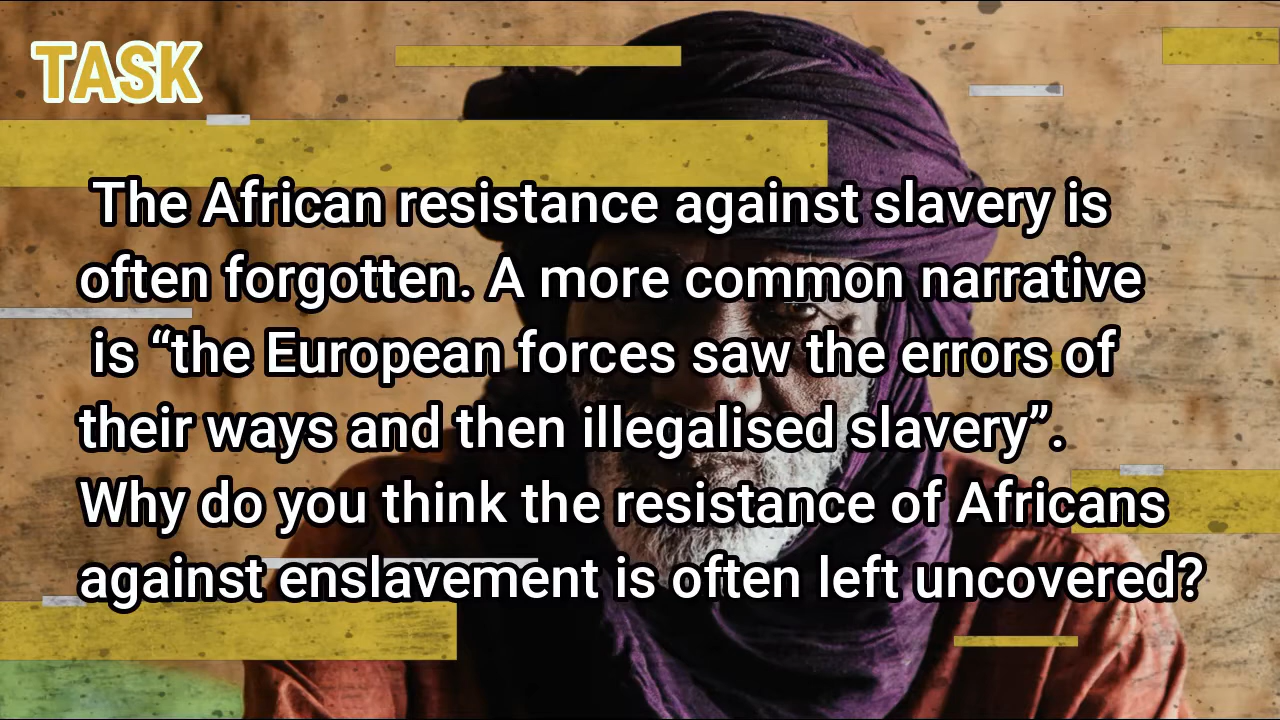 TASK
The African resistance against slavery is
often forgotten. A more common narrative
is “the European forces saw the errors of
their ways and then illegalised slavery”.
Why do you think the resistance of Africans
against enslavement is often left uncovered?